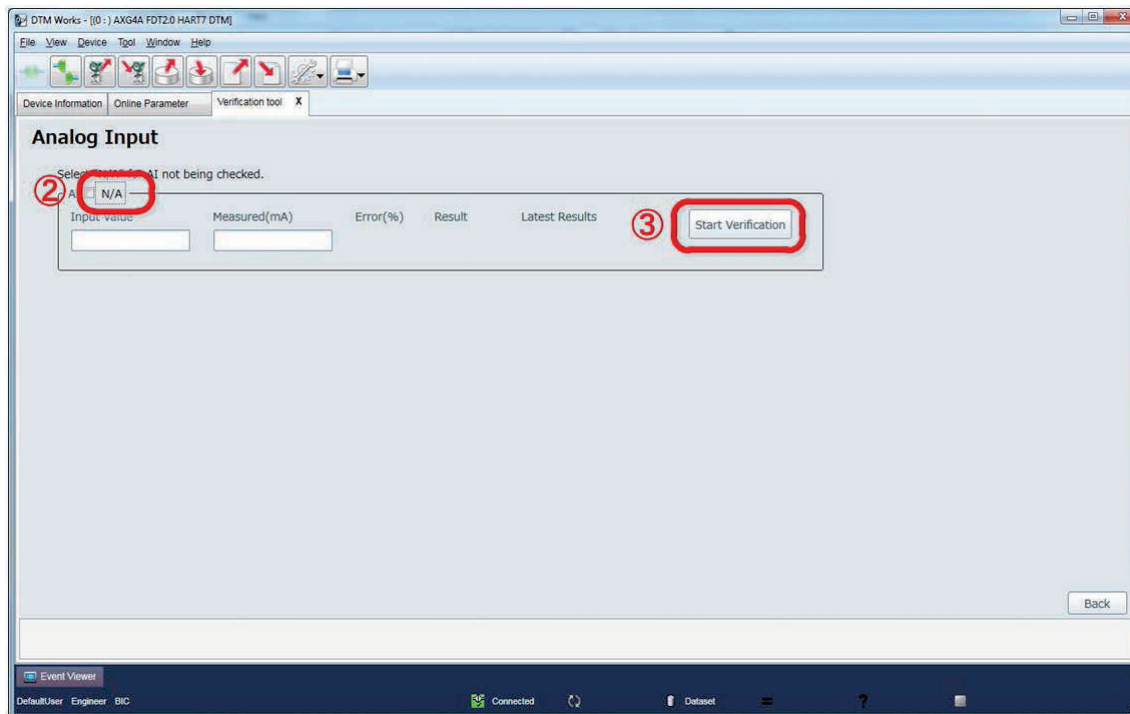 DTM Works - [(0 : ) AXG4A FDT2.0 HART7 DTM]
File View Device Tool Window Help
Device Information Online Parameter Verification tool X
Analog Input
AI not being checked.
② N/A
Input Value Measured(mA) Error(%) Result Latest Results ③ Start Verification
Back
Event Viewer
DefaultUser Engineer BIC Connected Dataset = ?